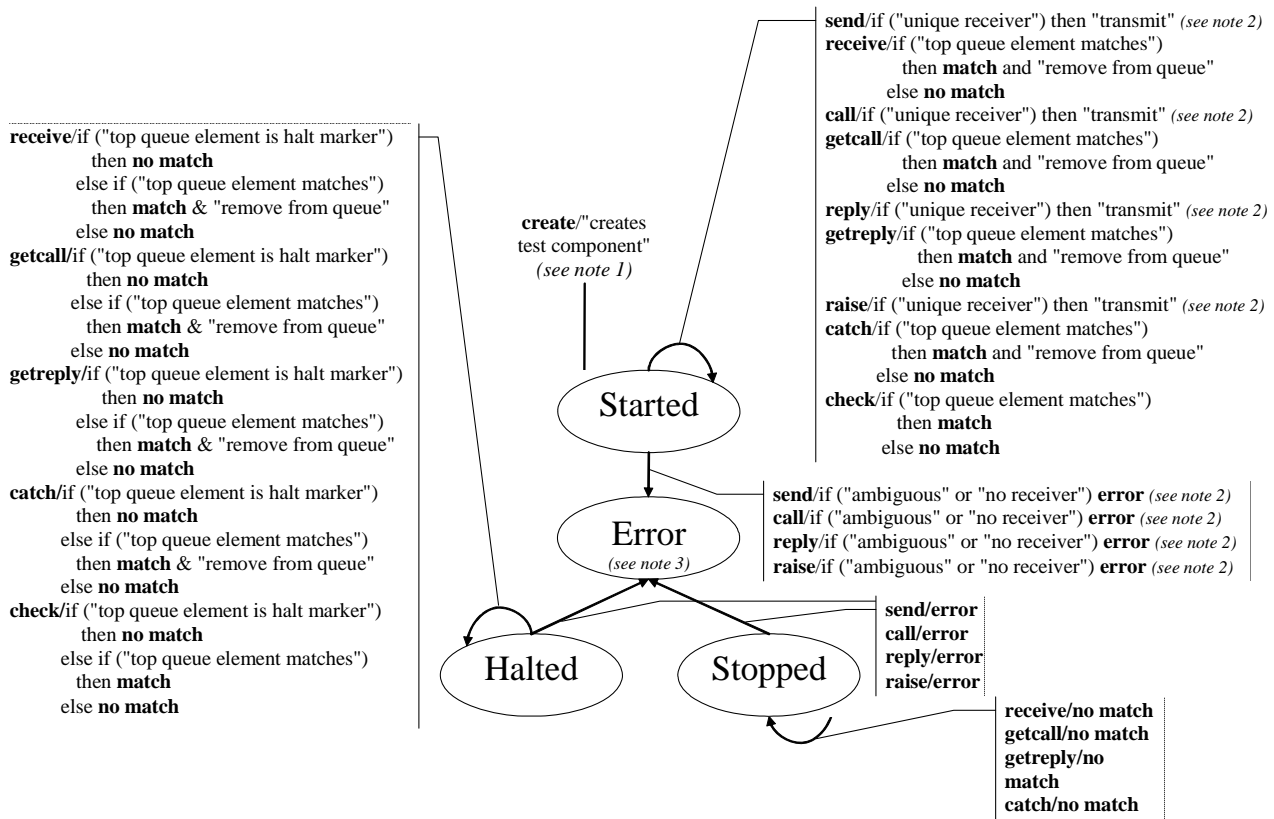 send/if ("unique receiver") then "transmit" (see note 2)
receive/if ("top queue element matches")
then match and "remove from queue"
else no match
call/if ("unique receiver") then "transmit" (see note 2)
getcall/if ("top queue element matches")
then match and "remove from queue"
else no match
reply/if ("unique receiver") then "transmit" (see note 2)
getreply/if ("top queue element matches")
then match and "remove from queue"
else no match
raise/if ("unique receiver") then "transmit" (see note 2)
catch/if ("top queue element matches")
then match and "remove from queue"
else no match
check/if ("top queue element matches")
then match
else no match
receive/if ("top queue element is halt marker")
then no match
else if ("top queue element matches")
then match & "remove from queue"
else no match
getcall/if ("top queue element is halt marker")
then no match
else if ("top queue element matches")
then match & "remove from queue"
else no match
getreply/if ("top queue element is halt marker")
then no match
else if ("top queue element matches")
then match & "remove from queue"
else no match
catch/if ("top queue element is halt marker")
then no match
else if ("top queue element matches")
then match & "remove from queue"
else no match
check/if ("top queue element is halt marker")
then no match
else if ("top queue element matches")
then match
else no match
create/"creates
test component"
(see note 1)
Started
send/if ("ambiguous" or "no receiver") error (see note 2)
call/if ("ambiguous" or "no receiver") error (see note 2)
reply/if ("ambiguous" or "no receiver") error (see note 2)
raise/if ("ambiguous" or "no receiver") error (see note 2)
Error
(see note 3)
send/error
call/error
reply/error
raise/error
Halted
Stopped
receive/no match
getcall/no match
getreply/no
match
catch/no match